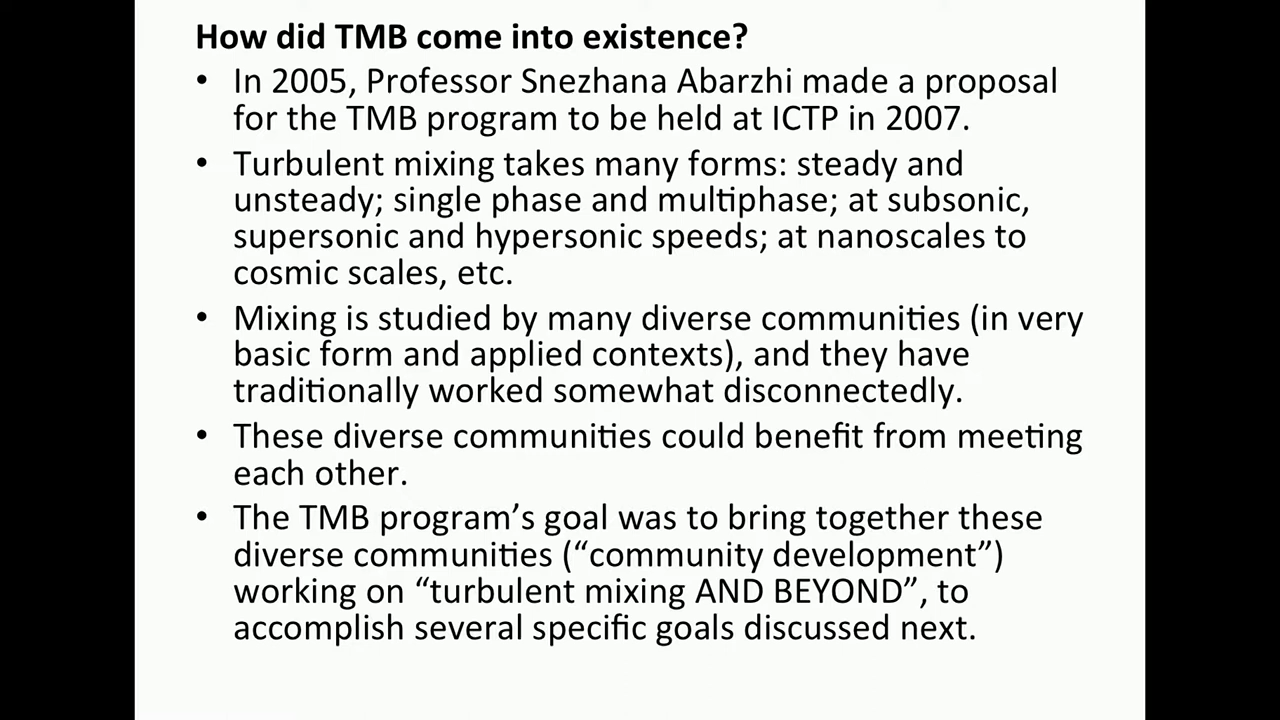 How did TMB come into existence?
• In 2005, Professor Snezhana Abarzhi made a proposal
for the TMB program to be held at ICTP in 2007.
• Turbulent mixing takes many forms: steady and
unsteady; single phase and multiphase; at subsonic,
supersonic and hypersonic speeds; at nanoscales to
cosmic scales, etc.
• Mixing is studied by many diverse communities (in very
basic form and applied contexts), and they have
traditionally worked somewhat disconnectedly.
• These diverse communities could benefit from meeting
each other.
• The TMB program’s goal was to bring together these
diverse communities (“community development”)
working on “turbulent mixing AND BEYOND”, to
accomplish several specific goals discussed next.